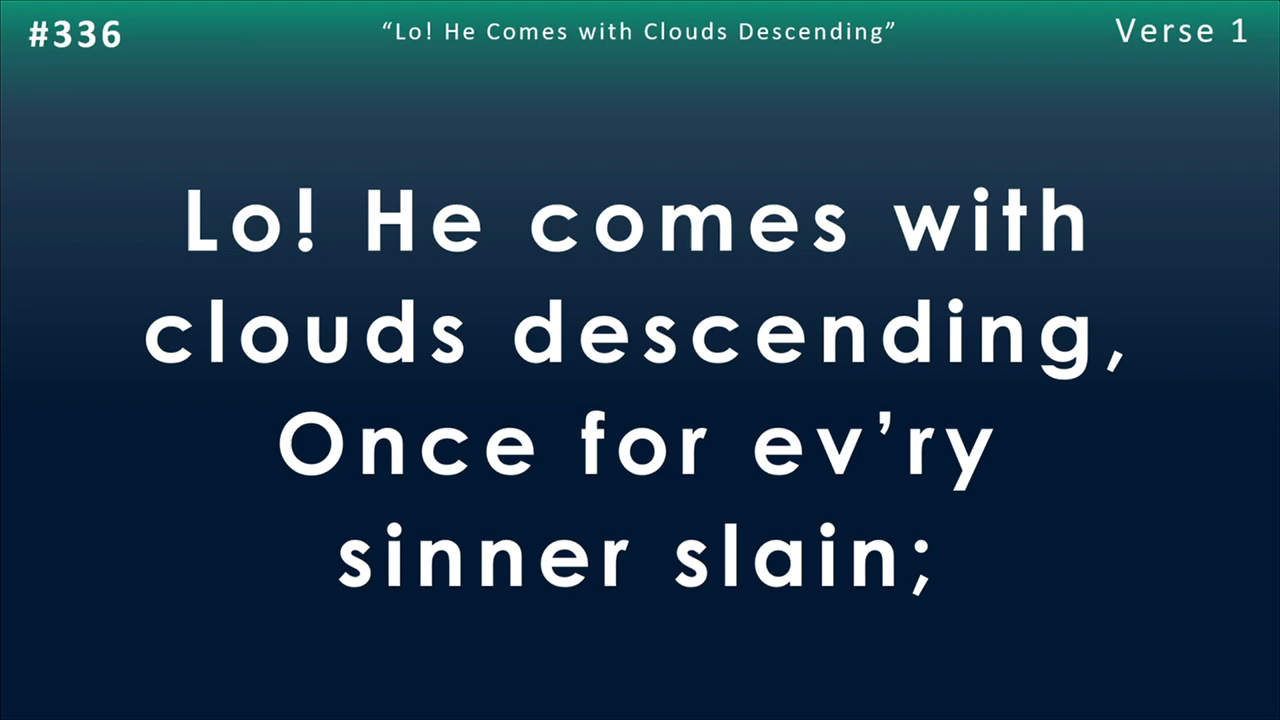 #336
“Lo! He Comes with Clouds Descending”
Verse 1
Lo! He comes with
clouds descending,
Once for ev’ry
sinner slain;